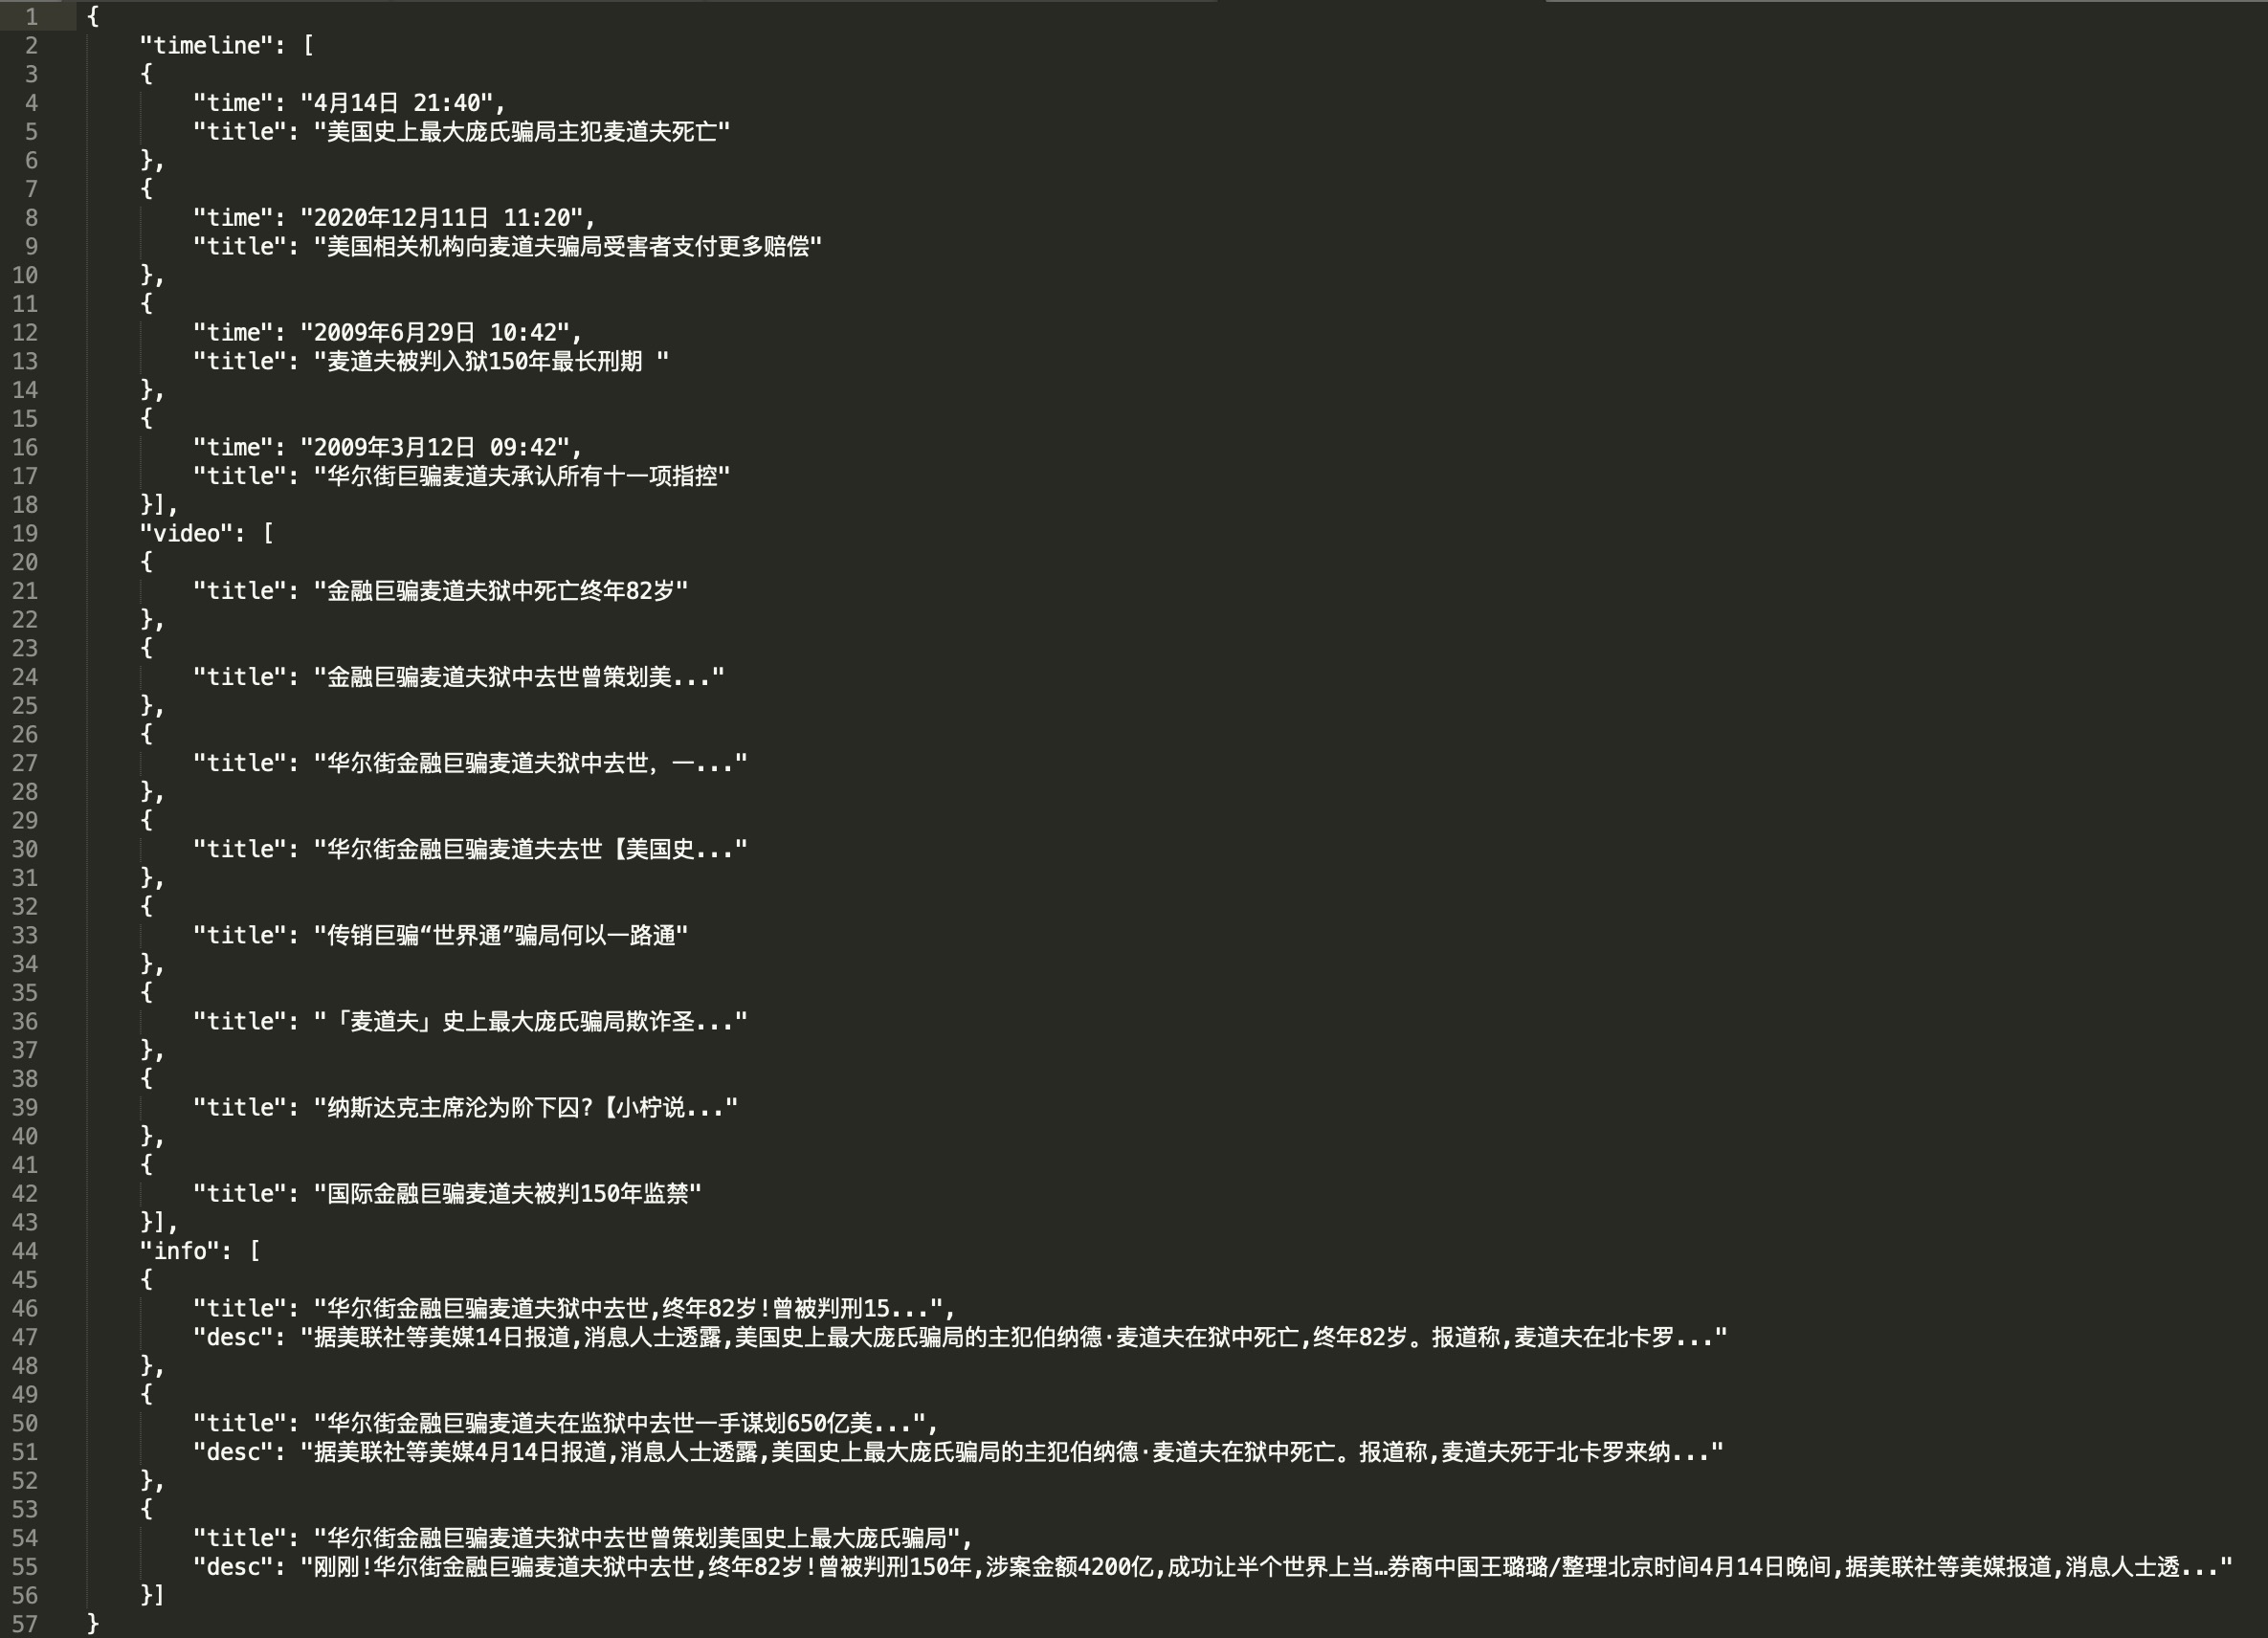 1 {
2 "timeline": [
3 {
4 "time": "4月14日 21:40",
5 "title": "美国史上最大庞氏骗局主犯麦道夫死亡"
6 },
7 {
8 "time": "2020年12月11日 11:20",
9 "title": "美国相关机构向麦道夫骗局受害者支付更多赔偿"
10 },
11 {
12 "time": "2009年6月29日 10:42",
13 "title": "麦道夫被判入狱150年最长刑期 "
14 },
15 {
16 "time": "2009年3月12日 09:42",
17 "title": "华尔街巨骗麦道夫承认所有十一项指控"
18 }],
19 "video": [
20 {
21 "title": "金融巨骗麦道夫狱中死亡终年82岁"
22 },
23 {
24 "title": "金融巨骗麦道夫狱中去世曾策划美..."
25 },
26 {
27 "title": "华尔街金融巨骗麦道夫狱中去世，一..."
28 },
29 {
30 "title": "华尔街金融巨骗麦道夫去世【美国史..."
31 },
32 {
33 "title": "传销巨骗“世界通”骗局何以一路通"
34 },
35 {
36 "title": "「麦道夫」史上最大庞氏骗局欺诈圣..."
37 },
38 {
39 "title": "纳斯达克主席沦为阶下囚?【小柠说..."
40 },
41 {
42 "title": "国际金融巨骗麦道夫被判150年监禁"
43 }],
44 "info": [
45 {
46 "title": "华尔街金融巨骗麦道夫狱中去世,终年82岁!曾被判刑15...",
47 "desc": "据美联社等美媒14日报道,消息人士透露,美国史上最大庞氏骗局的主犯伯纳德·麦道夫在狱中死亡,终年82岁。报道称,麦道夫在北卡罗..."
48 },
49 {
50 "title": "华尔街金融巨骗麦道夫在监狱中去世一手谋划650亿美...",
51 "desc": "据美联社等美媒4月14日报道,消息人士透露,美国史上最大庞氏骗局的主犯伯纳德·麦道夫在狱中死亡。报道称,麦道夫死于北卡罗来纳..."
52 },
53 {
54 "title": "华尔街金融巨骗麦道夫狱中去世曾策划美国史上最大庞氏骗局",
55 "desc": "刚刚!华尔街金融巨骗麦道夫狱中去世,终年82岁!曾被判刑150年,涉案金额4200亿,成功让半个世界上当…券商中国王璐璐/整理北京时间4月14日晚间,据美联社等美媒报道,消息人士透..."
56 }]
57 }